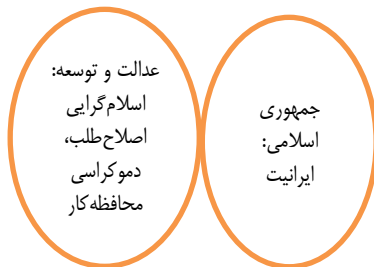 جمهوری
اسلامی:
ایرانیت
عدالت و توسعه:
اسلام‌گرایی
اصلاح‌طلب،
دموکراسی
محافظه‌کار